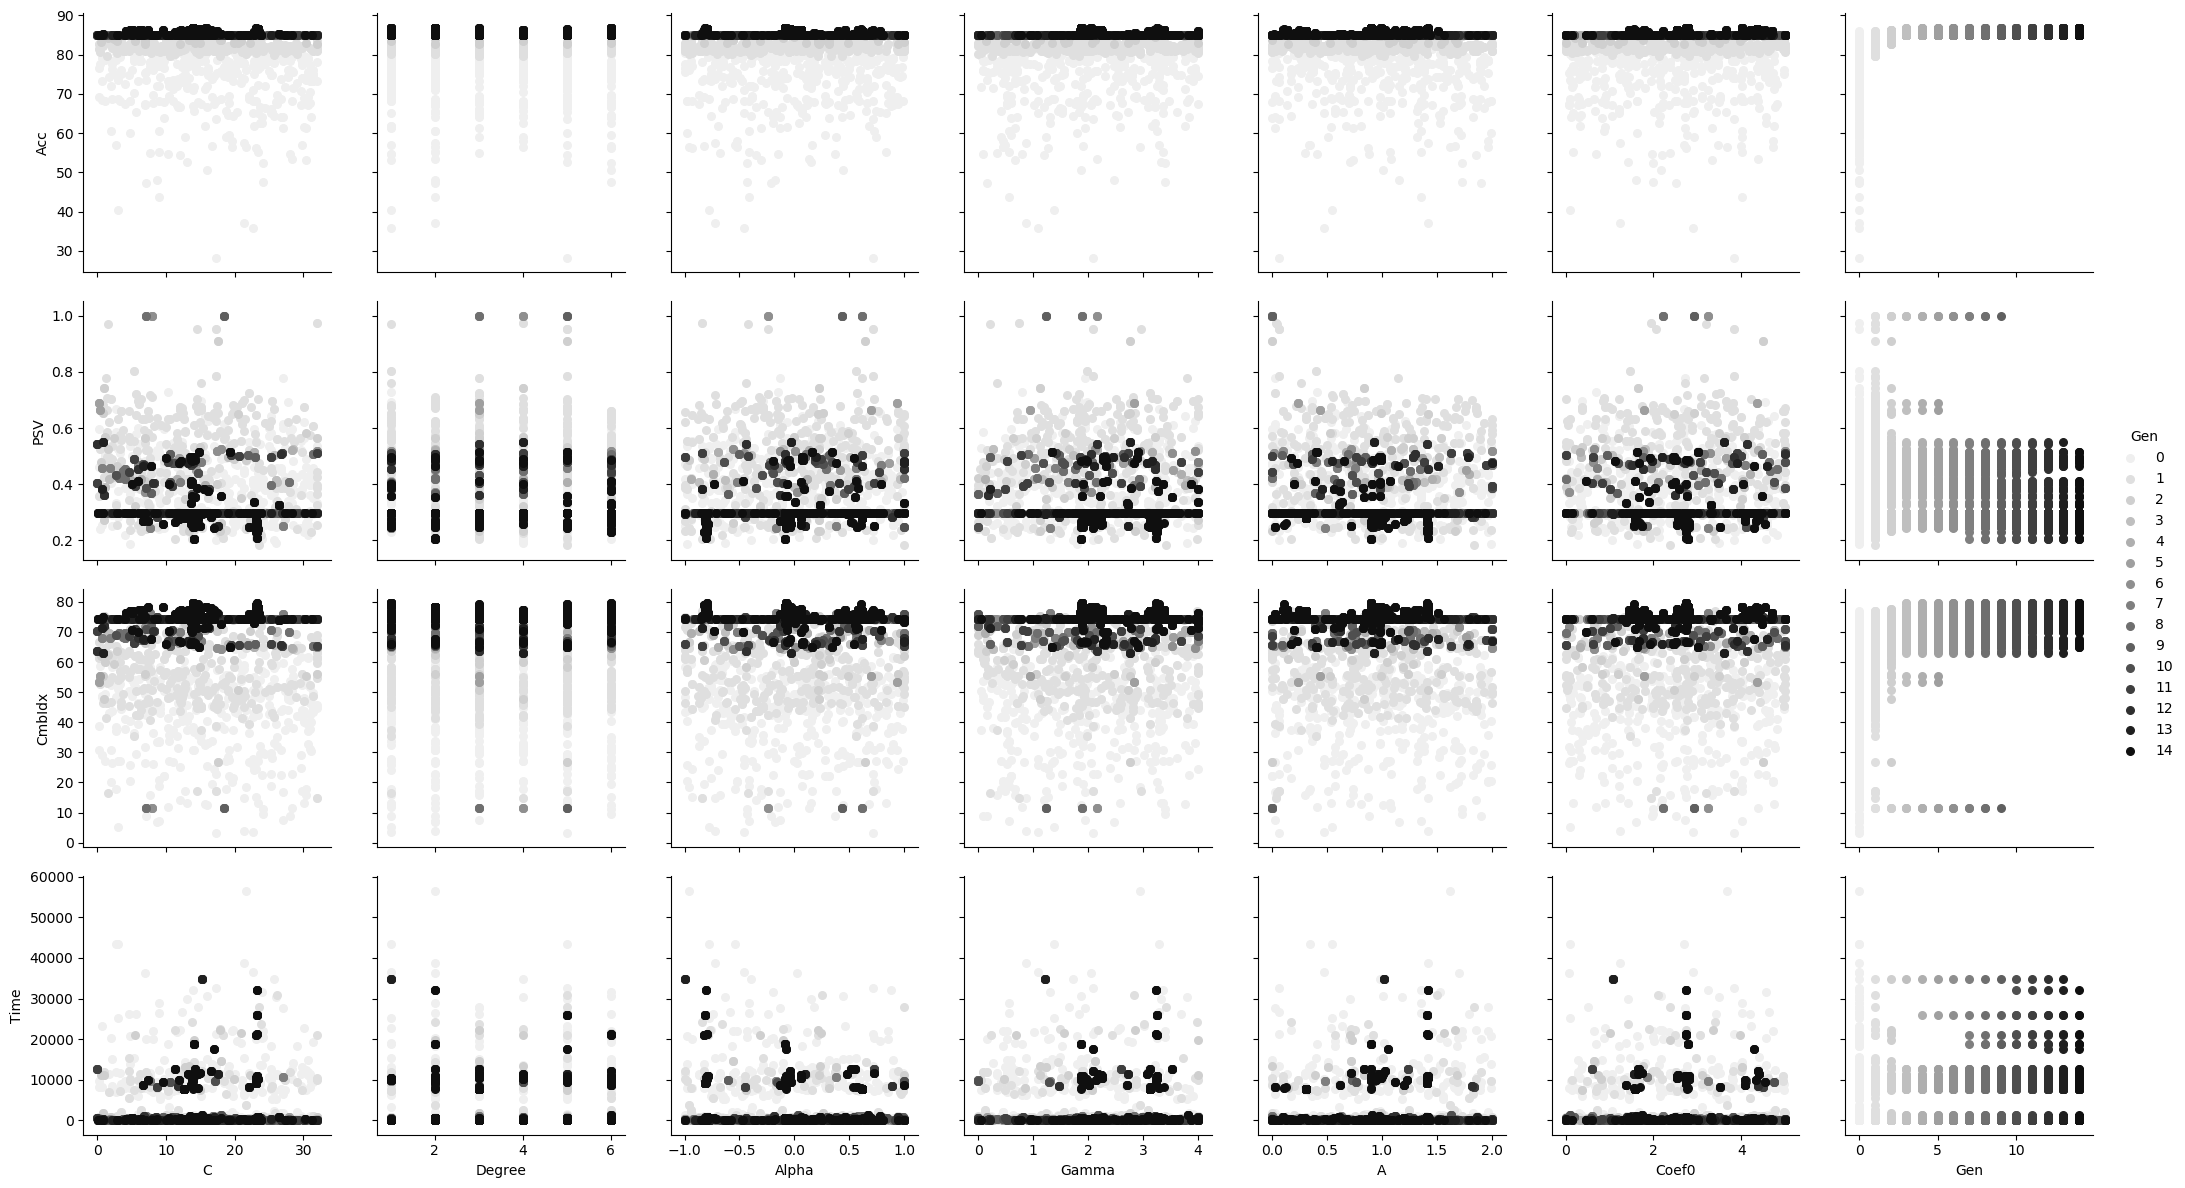 90
80
70
60
50
40
30
Acc
1.0
0.8
0.6
0.4
0.2
PSV
80
70
60
50
40
30
20
10
0
CmbIdx
60000
50000
40000
30000
20000
10000
0
Time
0 10 20 30
C
2 4 6
Degree
−1.0 −0.5 0.0 0.5 1.0
Alpha
0 1 2 3 4
Gamma
0.0 0.5 1.0 1.5 2.0
A
0 2 4
Coef0
0 5 10
Gen
Gen
0
1
2
3
4
5
6
7
8
9
10
11
12
13
14